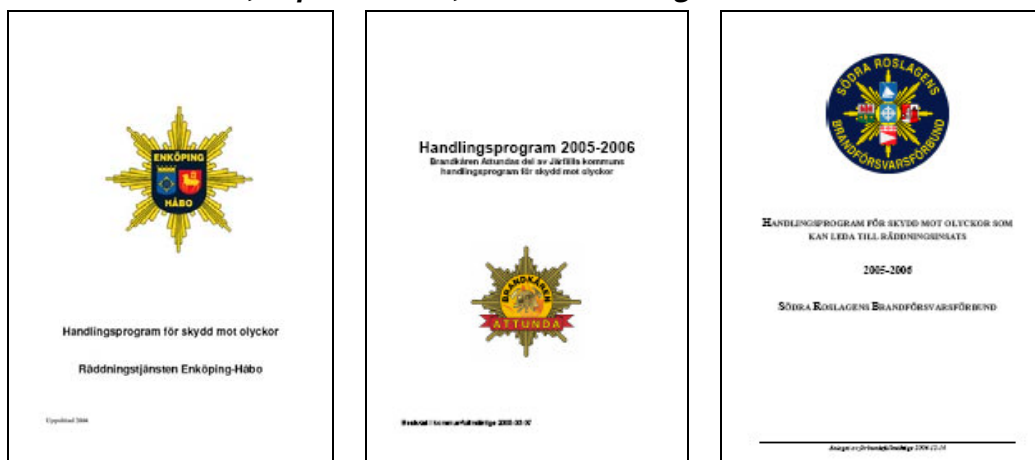 ENKÖPING
HÅBO
Handlingsprogram för skydd mot olyckor
Räddningstjänsten Enköping-Håbo
Handlingsprogram 2005-2006
Brandkåren Attundas del av Järfälla kommuns
handlingsprogram för skydd mot olyckor
BRANDKÅREN
ATTUNDA
SÖDRA ROSLAGENS
BRANDFÖRSVARSFÖRBUND
HANDLINGSPROGRAM FÖR SKYDD MOT OLYCKOR SOM
KAN LEDA TILL RÄDDNINGSINSATS
2005-2006
SÖDRA ROSLAGENS BRANDFÖRSVARSFÖRBUND